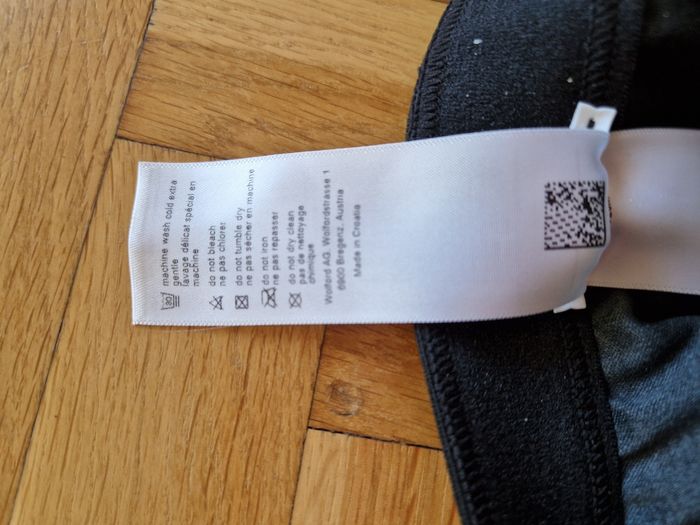 30
machine wash cold extra
gentle
lavage délicat spécial en
machine
do not bleach
ne pas chlorer
do not tumble dry
pas de sécher en machine
do not iron
ne pas repasser
do not dry clean
pas de nettoyage
chimique
Wolford AG. Wolfordstrasse 1
6900 Bregenz, Austria
Made in Croatia